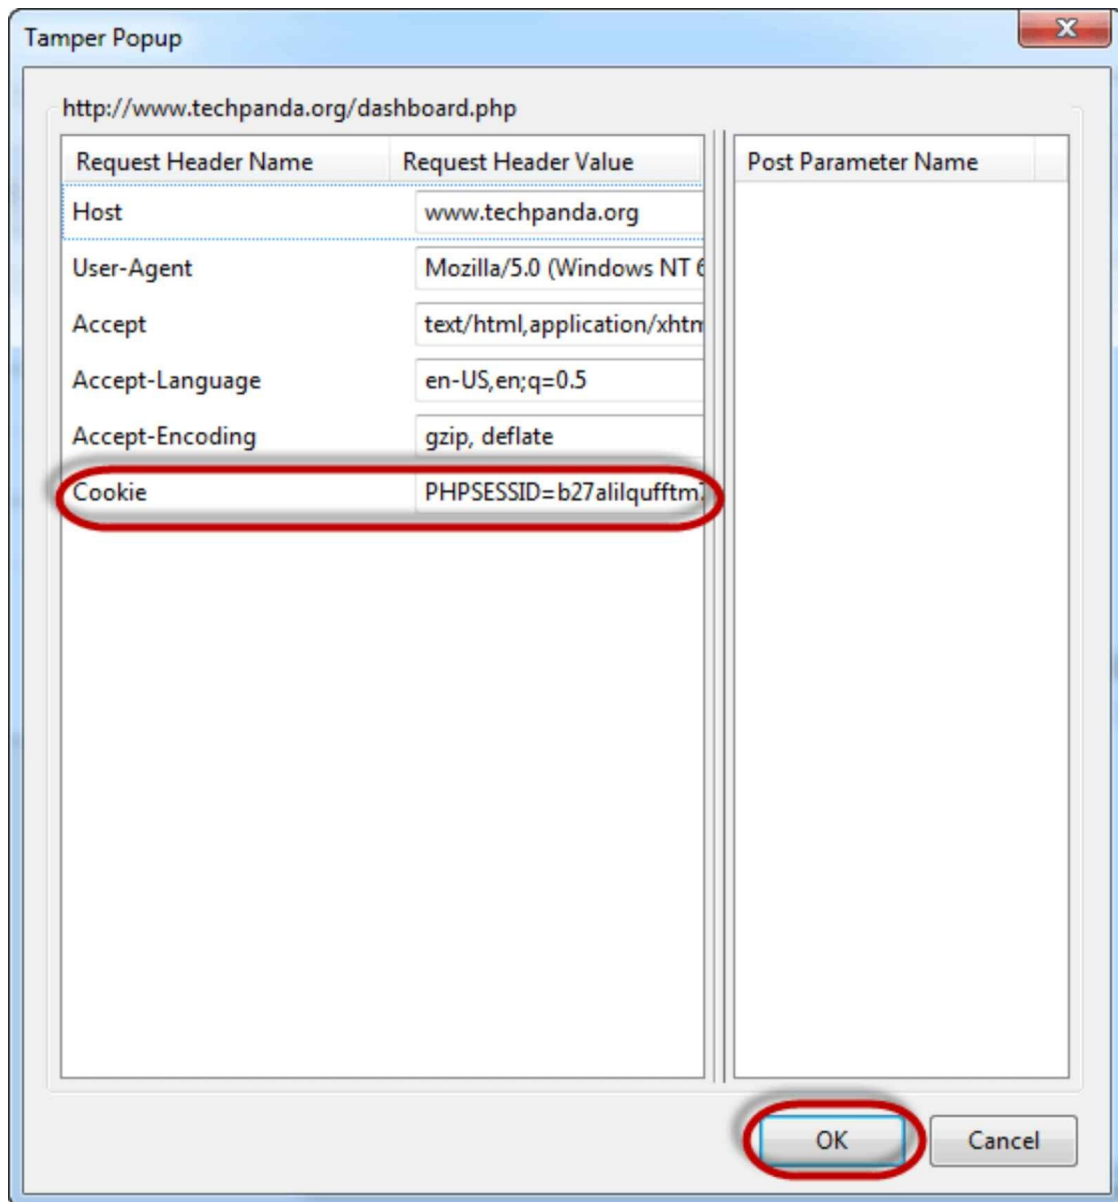 Tamper Popup
http://www.techpanda.org/dashboard.php
Request Header Name Request Header Value Post Parameter Name
Host www.techpanda.org
User-Agent Mozilla/5.0 (Windows NT 6
Accept text/html,application/xhtm
Accept-Language en-US,en;q=0.5
Accept-Encoding gzip, deflate
Cookie PHPSESSID=b27alilqufftm
OK Cancel